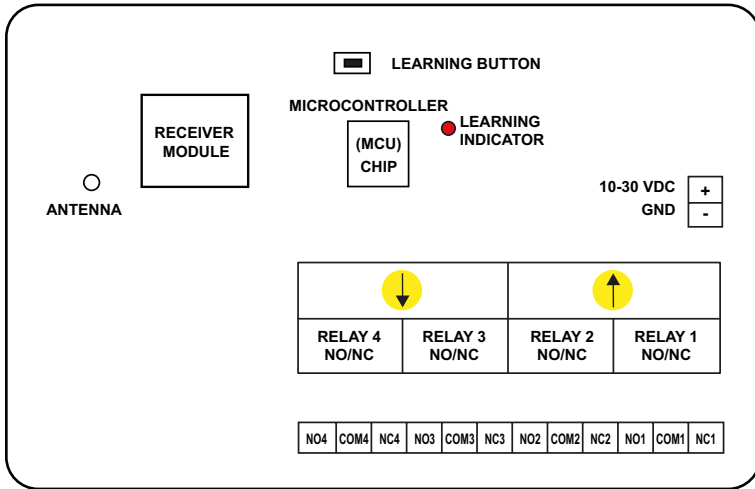 LEARNING BUTTON
MICROCONTROLLER
RECEIVER
MODULE
(MCU)
CHIP
LEARNING
INDICATOR
ANTENNA
10-30 VDC +
GND -
RELAY 4
NO/NC
RELAY 3
NO/NC
RELAY 2
NO/NC
RELAY 1
NO/NC
NO4 COM4 NC4 NO3 COM3 NC3 NO2 COM2 NC2 NO1 COM1 NC1